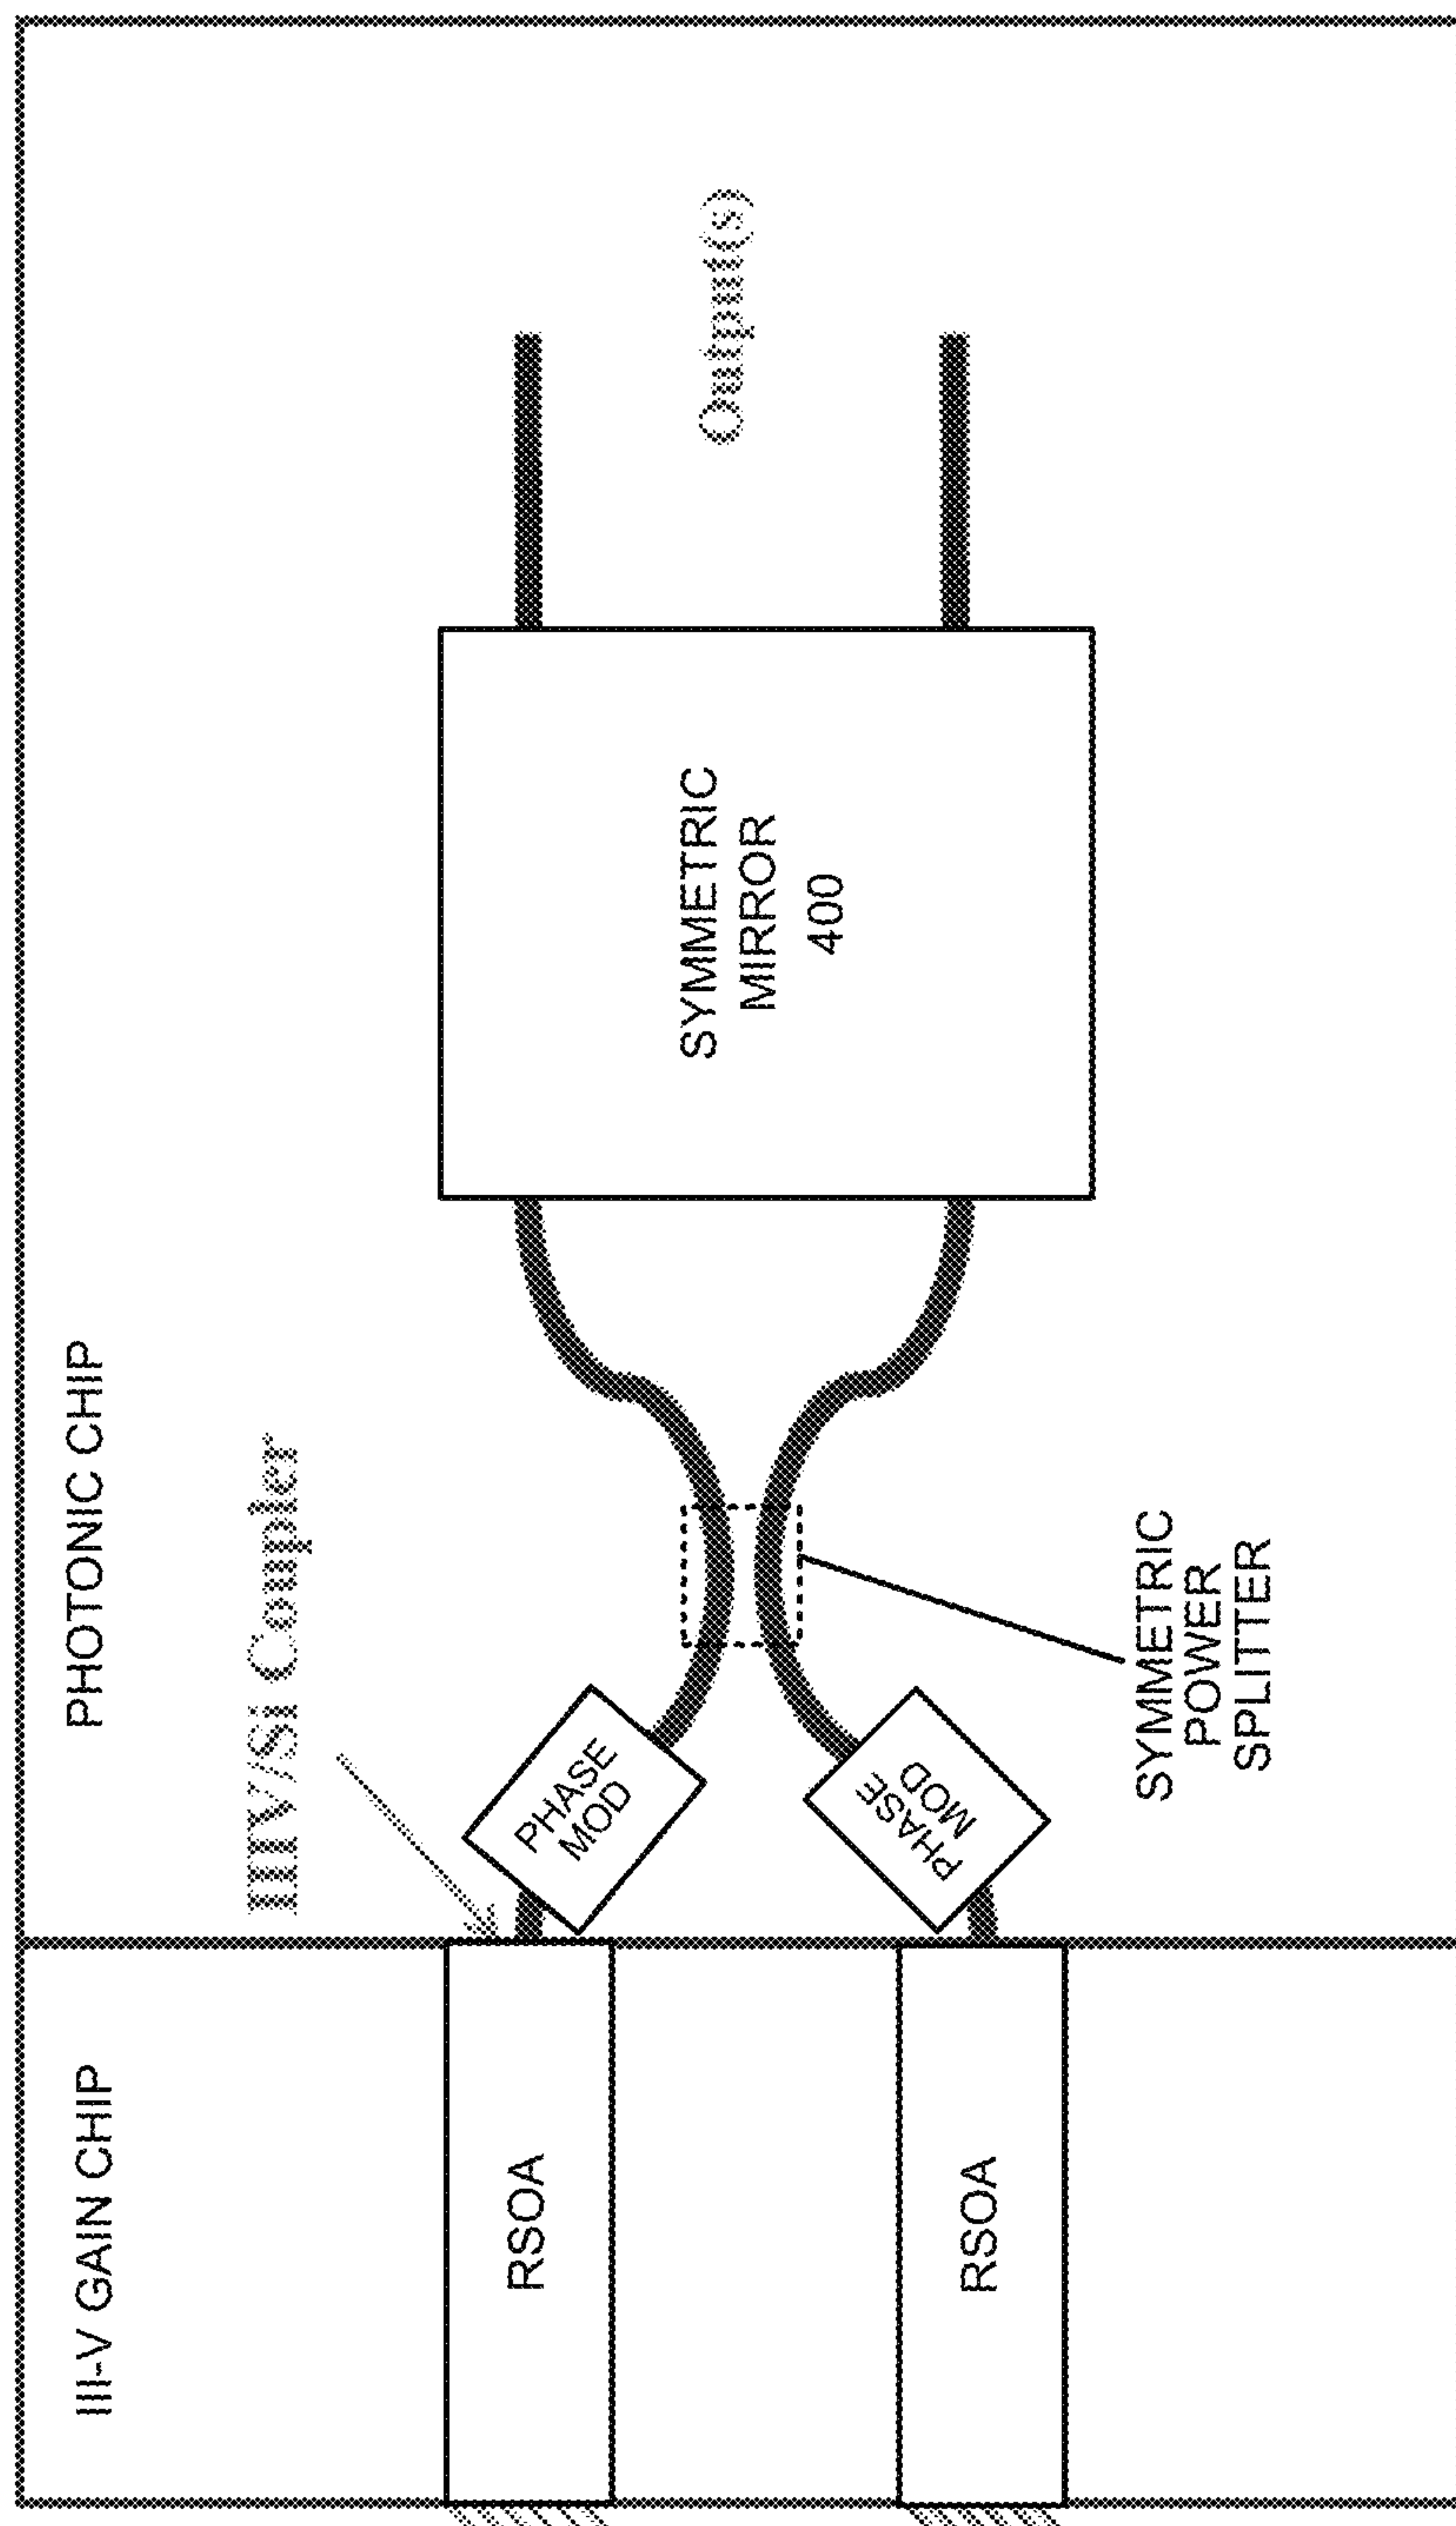 III-V GAIN CHIP
PHOTONIC CHIP
IIIV/Si Coupler
RSOA
RSOA
PHASE
MOD
PHASE
MOD
SYMMETRIC
POWER
SPLITTER
SYMMETRIC
MIRROR
400
Output(s)